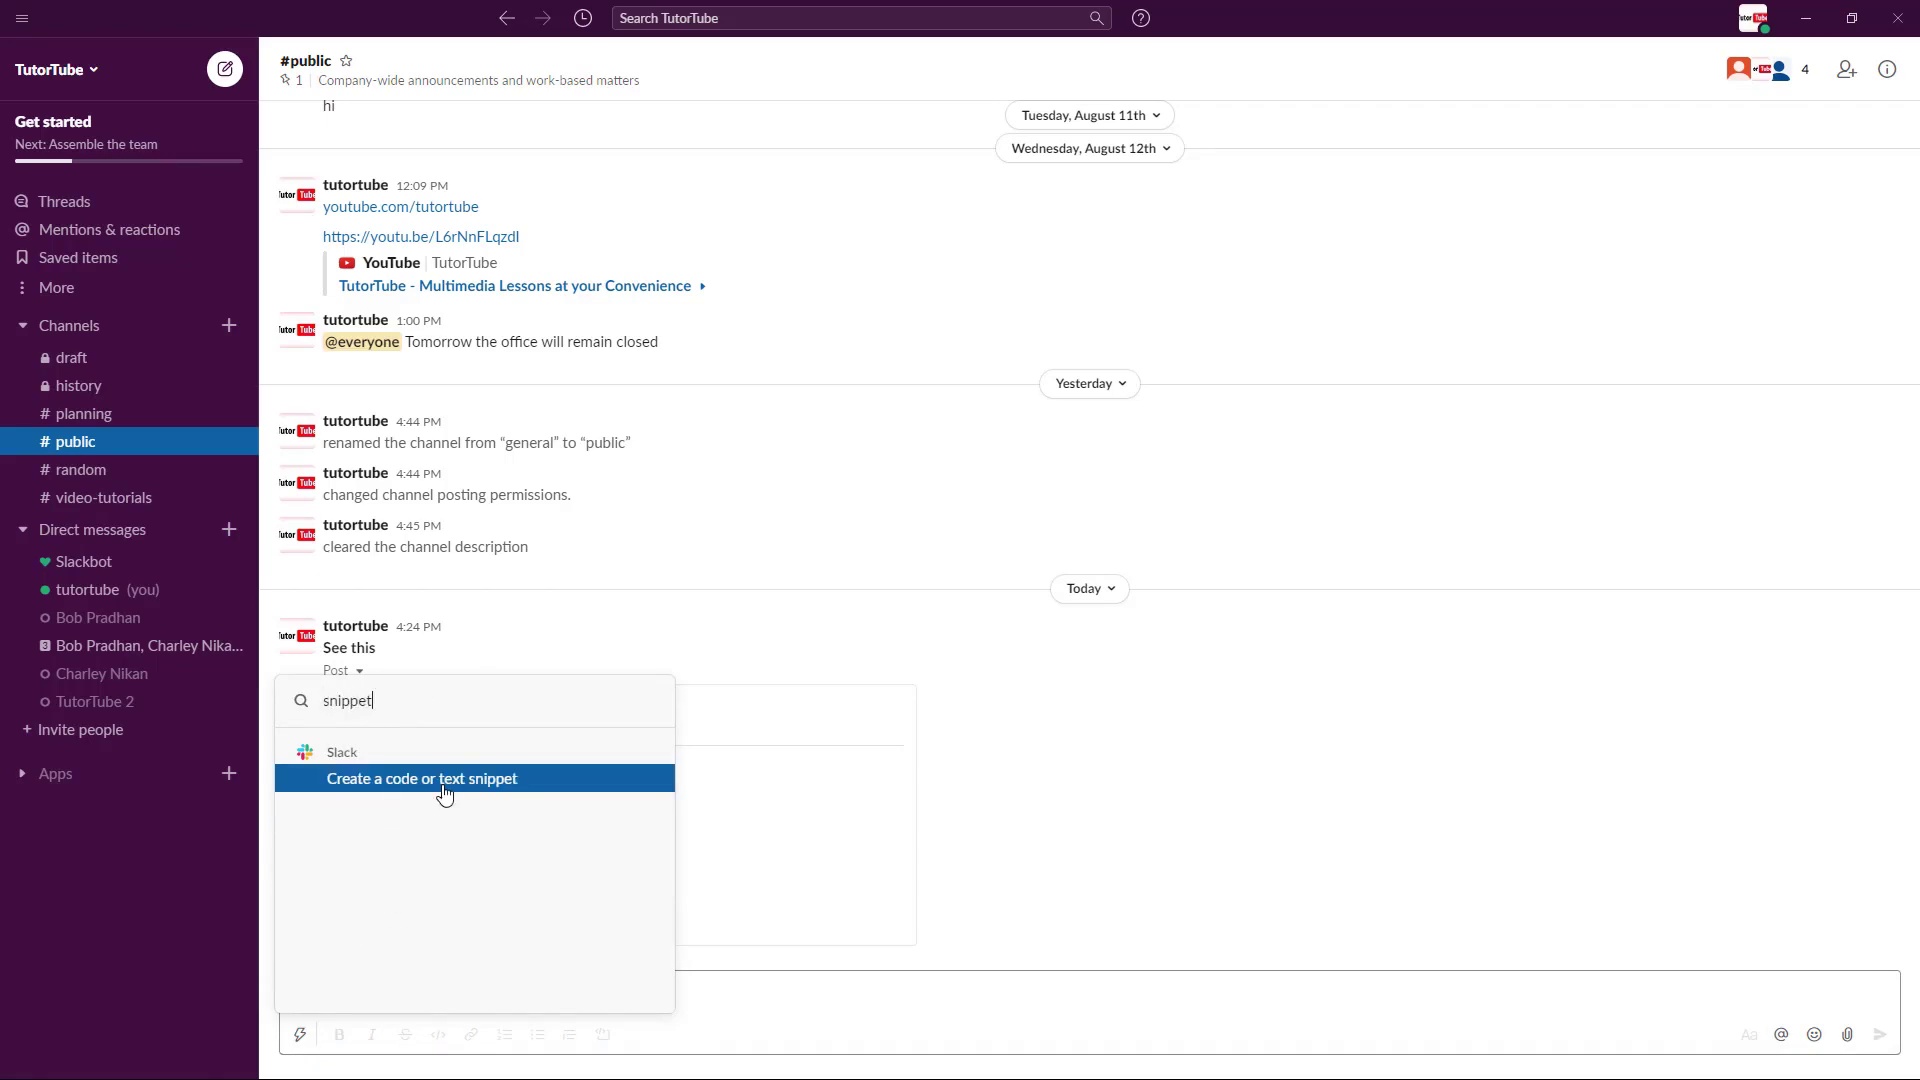 Search TutorTube
TutorTube
Get started
Next: Assemble the team
Threads
Mentions & reactions
Saved items
More
Channels
draft
history
# planning
# public
# random
# video-tutorials
Direct messages
Slackbot
tutortube (you)
Bob Pradhan
3 Bob Pradhan, Charley Nika...
Charley Nikan
TutorTube 2
+ Invite people
Apps
#public
1 Company-wide announcements and work-based matters
4
hi
Tuesday, August 11th
Wednesday, August 12th
tutortube 12:09 PM
youtube.com/tutortube
https://youtu.be/L6rNnFLqzdI
YouTube TutorTube
TutorTube - Multimedia Lessons at your Convenience
tutortube 1:00 PM
@everyone Tomorrow the office will remain closed
Yesterday
tutortube 4:44 PM
renamed the channel from “general” to “public”
tutortube 4:44 PM
changed channel posting permissions.
tutortube 4:45 PM
cleared the channel description
Today
tutortube 4:24 PM
See this
Post
snippet
Slack
Create a code or text snippet
B I S
Aa @